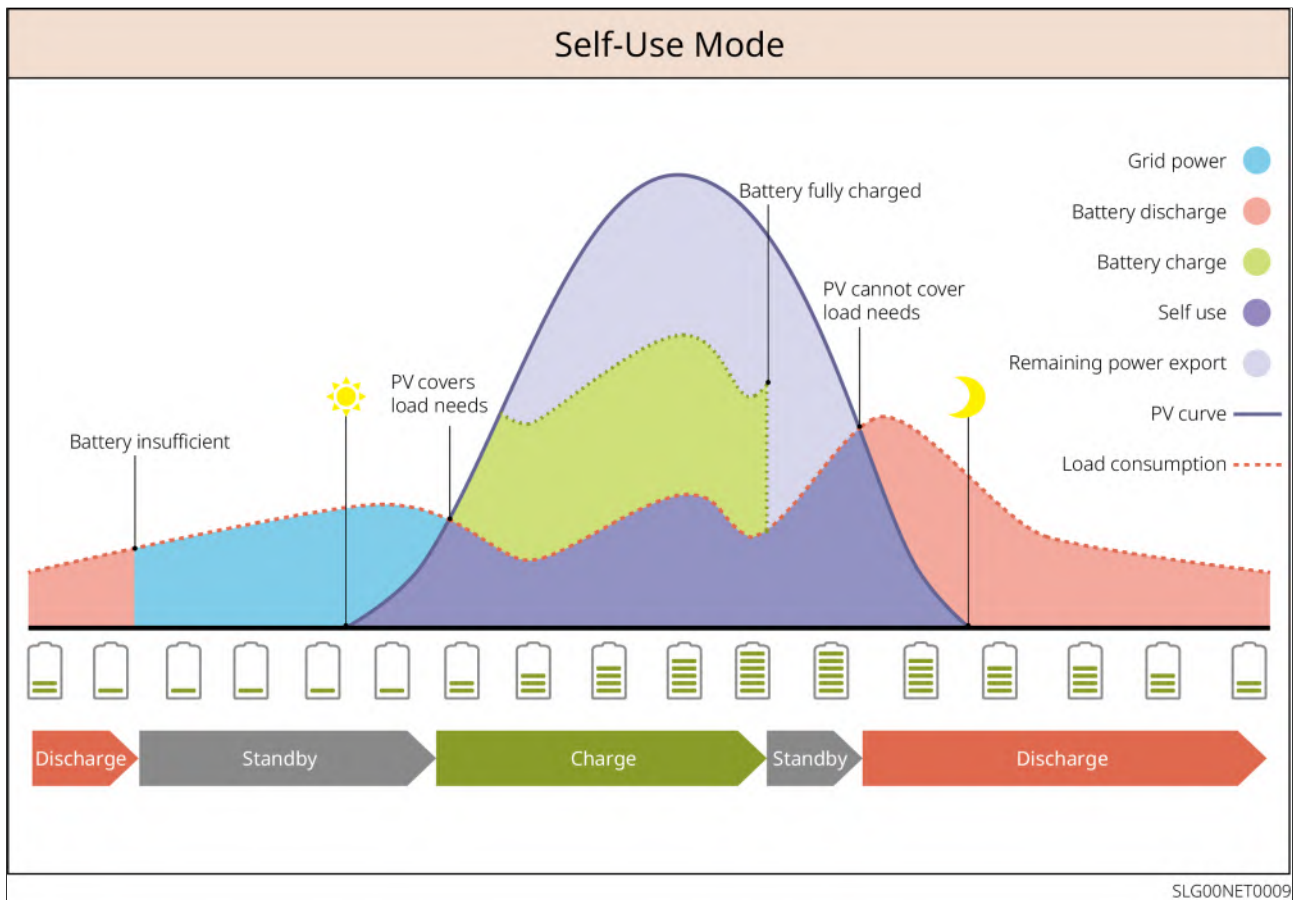 Self-Use Mode
Grid power
Battery discharge
Battery charge
Self use
Remaining power export
PV curve
Load consumption
Battery fully charged
PV cannot cover
load needs
PV covers
load needs
Battery insufficient
Discharge
Standby
Charge
Standby
Discharge
SLG00NET0009